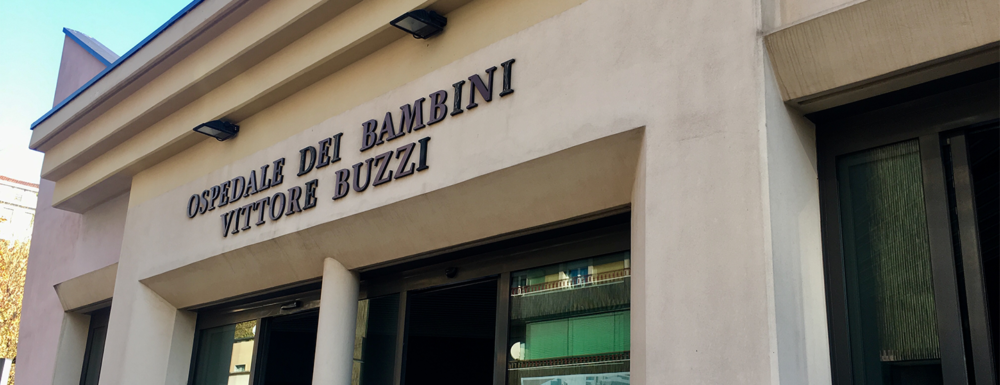 OSPEDALE DEI BAMBINI
VITTORE BUZZI